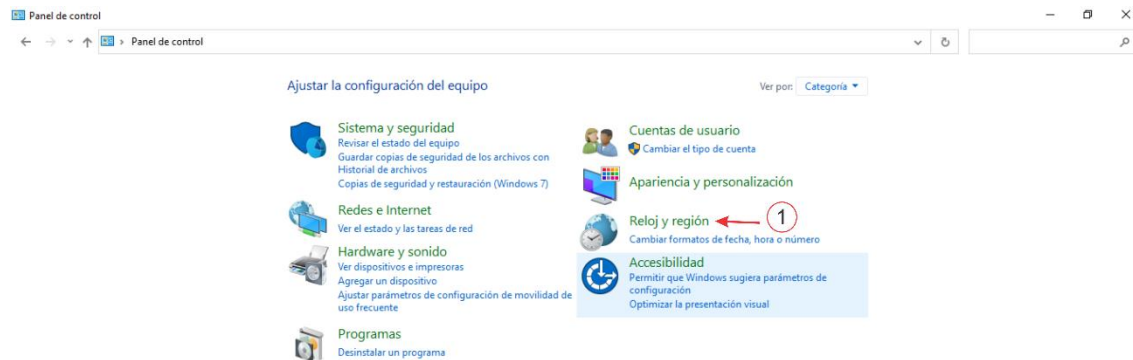 Panel de control
Panel de control
Ajustar la configuración del equipo
Ver por: Categoría
Sistema y seguridad
Revisar el estado del equipo
Guardar copias de seguridad de los archivos con
Historial de archivos
Copias de seguridad y restauración (Windows 7)
Redes e Internet
Ver el estado y las tareas de red
Hardware y sonido
Ver dispositivos e impresoras
Agregar un dispositivo
Ajustar parámetros de configuración de movilidad de
uso frecuente
Programas
Desinstalar un programa
Cuentas de usuario
Cambiar el tipo de cuenta
Apariencia y personalización
Reloj y región
1
Cambiar formatos de fecha, hora o número
Accesibilidad
Permitir que Windows sugiera parámetros de
configuración
Optimizar la presentación visual